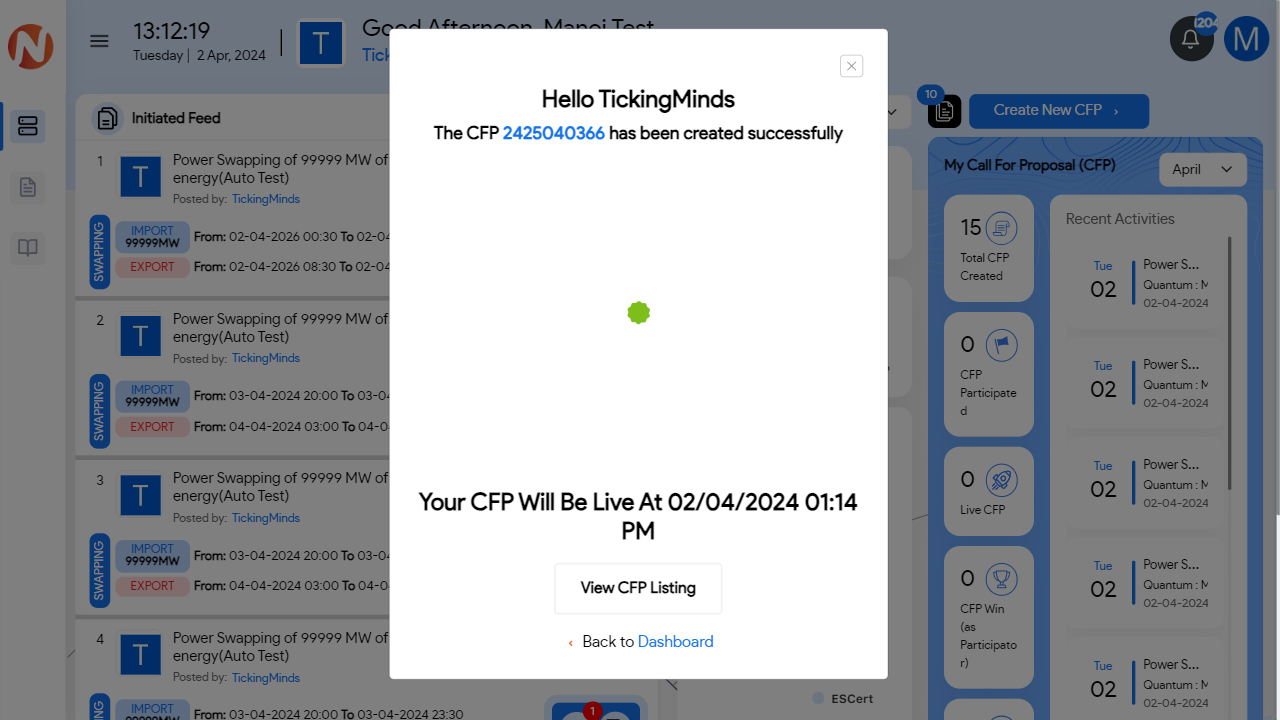 13:12:19
Tuesday | 2 Apr, 2024
T
Good Afternoon, Manoj Test
Tick
204
M
Initiated Feed
1
T
Power Swapping of 99999 MW of
energy(Auto Test)
Posted by: TickingMinds
SWAPPING
IMPORT
99999MW
From: 02-04-2026 00:30 To 02-04
EXPORT
From: 02-04-2026 08:30 To 02-04
2
T
Power Swapping of 99999 MW of
energy(Auto Test)
Posted by: TickingMinds
SWAPPING
IMPORT
99999MW
From: 03-04-2024 20:00 To 03-04
EXPORT
From: 04-04-2024 03:00 To 04-0
3
T
Power Swapping of 99999 MW of
energy(Auto Test)
Posted by: TickingMinds
SWAPPING
IMPORT
99999MW
From: 03-04-2024 20:00 To 03-04
EXPORT
From: 04-04-2024 03:00 To 04-0
4
T
Power Swapping of 99999 MW of
energy(Auto Test)
Posted by: TickingMinds
SWAPPING
IMPORT
From: 03-04-2024 20:00 To 03-04-2024 23:30
1
Hello TickingMinds
The CFP 2425040366 has been created successfully
Your CFP Will Be Live At 02/04/2024 01:14
PM
View CFP Listing
‹ Back to Dashboard
ESCert
10
Create New CFP ›
My Call For Proposal (CFP)
April
15
Total CFP
Created
0
CFP
Participate
d
0
Live CFP
0
CFP Win
(as
Participato
r)
Recent Activities
Tue
02
Power S...
Quantum : M
02-04-2024
Tue
02
Power S...
Quantum : M
02-04-2024
Tue
02
Power S...
Quantum : M
02-04-2024
Tue
02
Power S...
Quantum : M
02-04-2024
Tue
02
Power S...
Quantum : M
02-04-2024